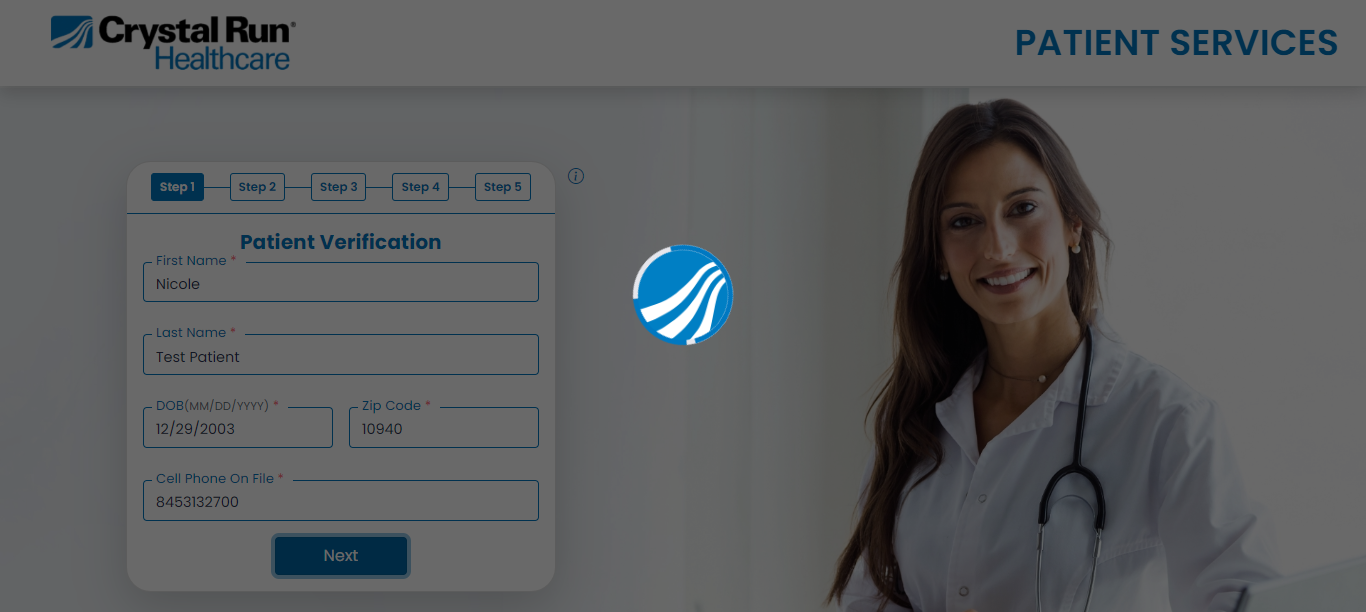 Crystal Run®
Healthcare
PATIENT SERVICES
Step 1 Step 2 Step 3 Step 4 Step 5
i
Patient Verification
First Name *
Nicole
Last Name *
Test Patient
DOB(MM/DD/YYYY) * Zip Code *
12/29/2003 10940
Cell Phone On File *
8453132700
Next